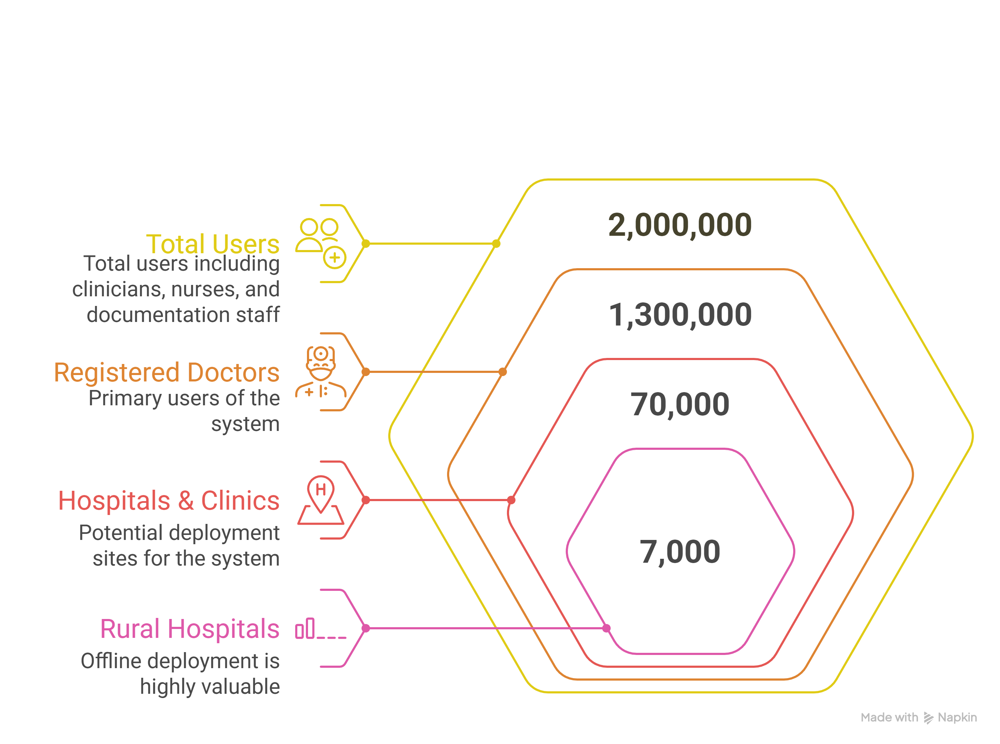 Total Users
Total users including
clinicians, nurses, and
documentation staff
2,000,000
Registered Doctors
Primary users of the
system
1,300,000
Hospitals & Clinics
Potential deployment
sites for the system
70,000
H
Rural Hospitals
Offline deployment is
highly valuable
7,000
Made with Napkin